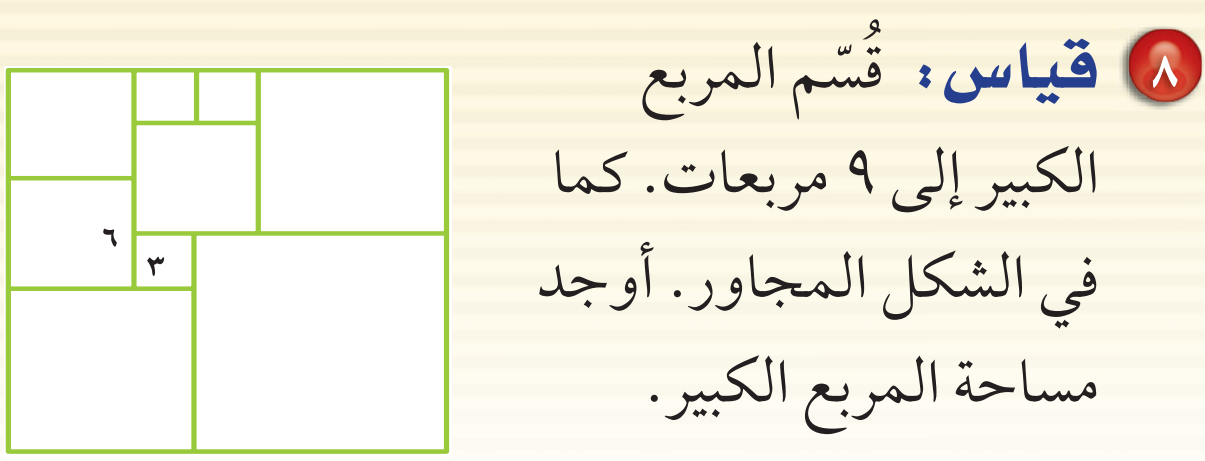 ٨ قياس: قُسّم المربع
الكبير إلى ٩ مربعات. كما
في الشكل المجاور. أوجد
مساحة المربع الكبير.
٦
٣